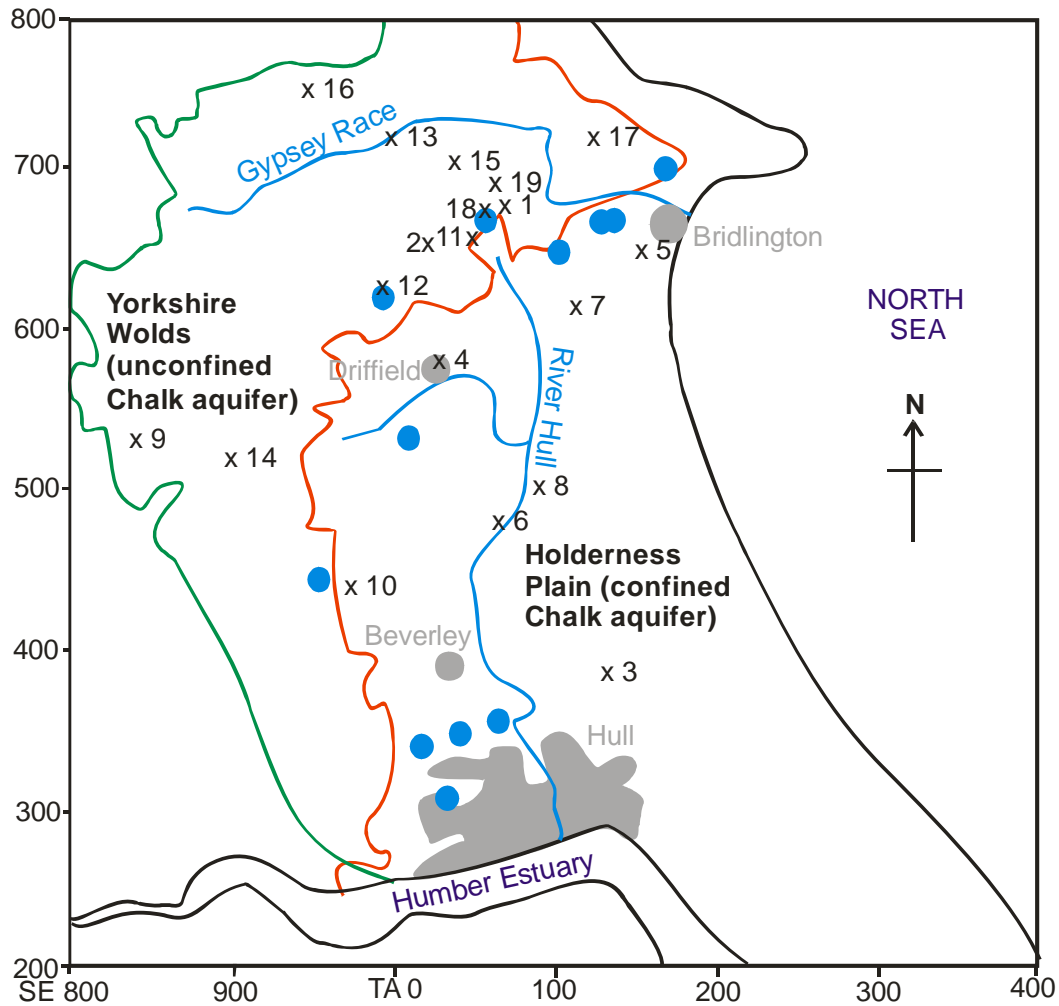 800
x 16
Gypsey Race
x 13
x 17
700
x 15
x 19
18x
x 1
2x
11x
x 5
Bridlington
x 12
Yorkshire
Wolds
(unconfined
Chalk aquifer)
x 7
NORTH
SEA
600
Driffield
x 4
River Hull
N
x 9
x 14
500
x 8
x 6
Holderness
Plain (confined
Chalk aquifer)
x 10
Beverley
400
x 3
Hull
300
Humber Estuary
200
SE 800
900
TA 0
100
200
300
400